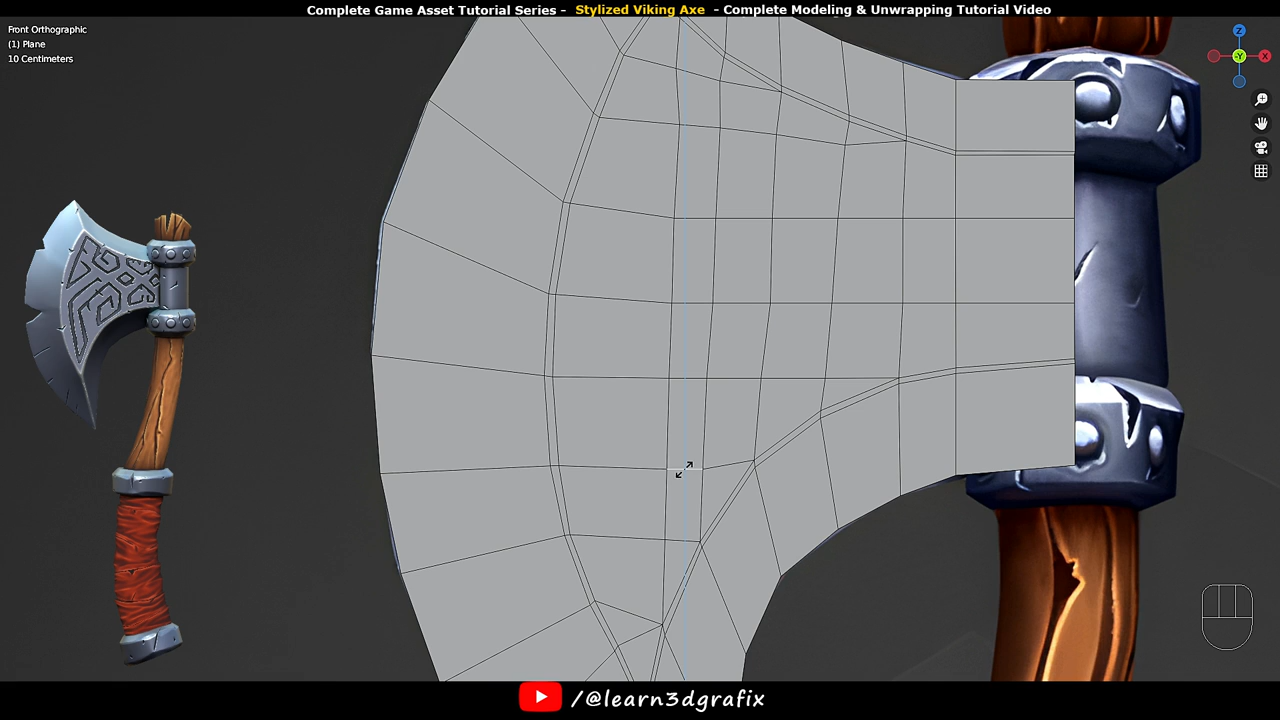 Complete Game Asset Tutorial Series - Stylized Viking Axe - Complete Modeling & Unwrapping Tutorial Video
Front Orthographic
(1) Plane
10 Centimeters
Z
-Y
X
/@learn3dgrafix